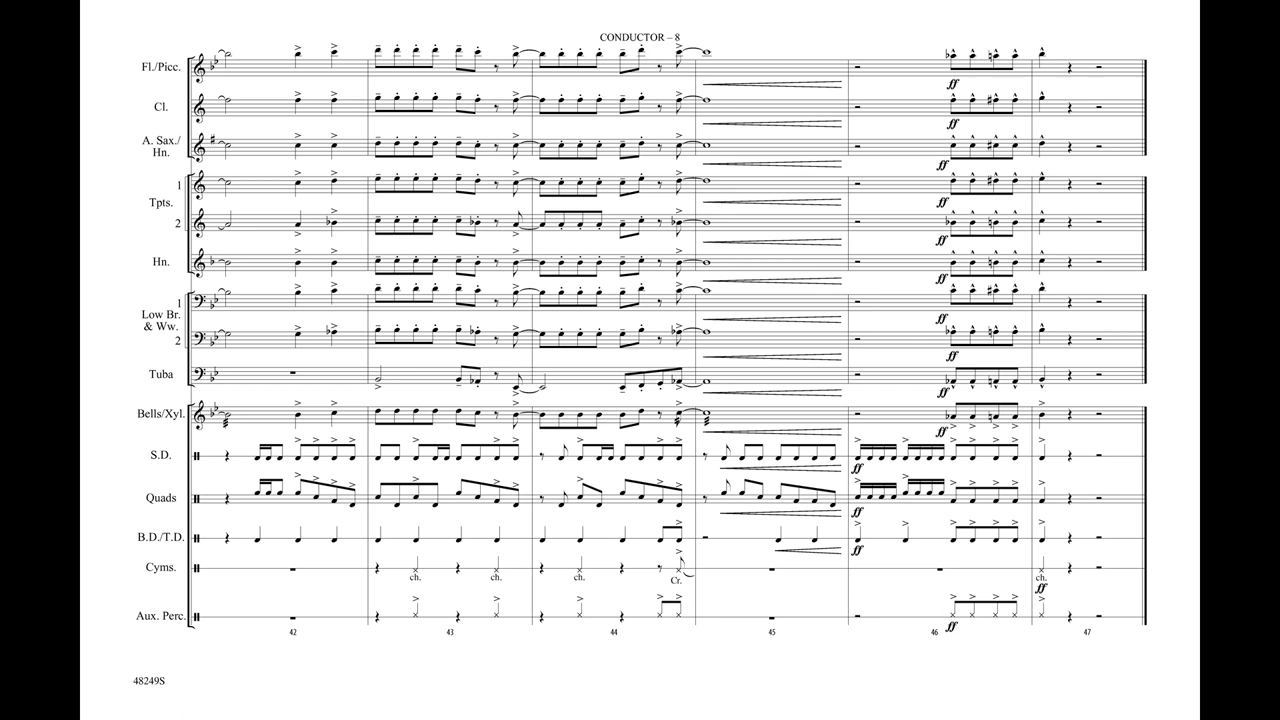 CONDUCTOR – 8
Fl./Picc.
ff
Cl.
ff
A. Sax./
Hn.
ff
1
Tpts.
ff
2
ff
Hn.
ff
1
Low Br.
& Ww.
ff
2
ff
Tuba
ff
Bells/Xyl.
ff
S.D.
ff
Quads
ff
B.D./T.D.
ff
Cyms.
ch. ch. ch. Cr. ch.
ff
Aux. Perc.
ff
42 43 44 45 46 47
48249S